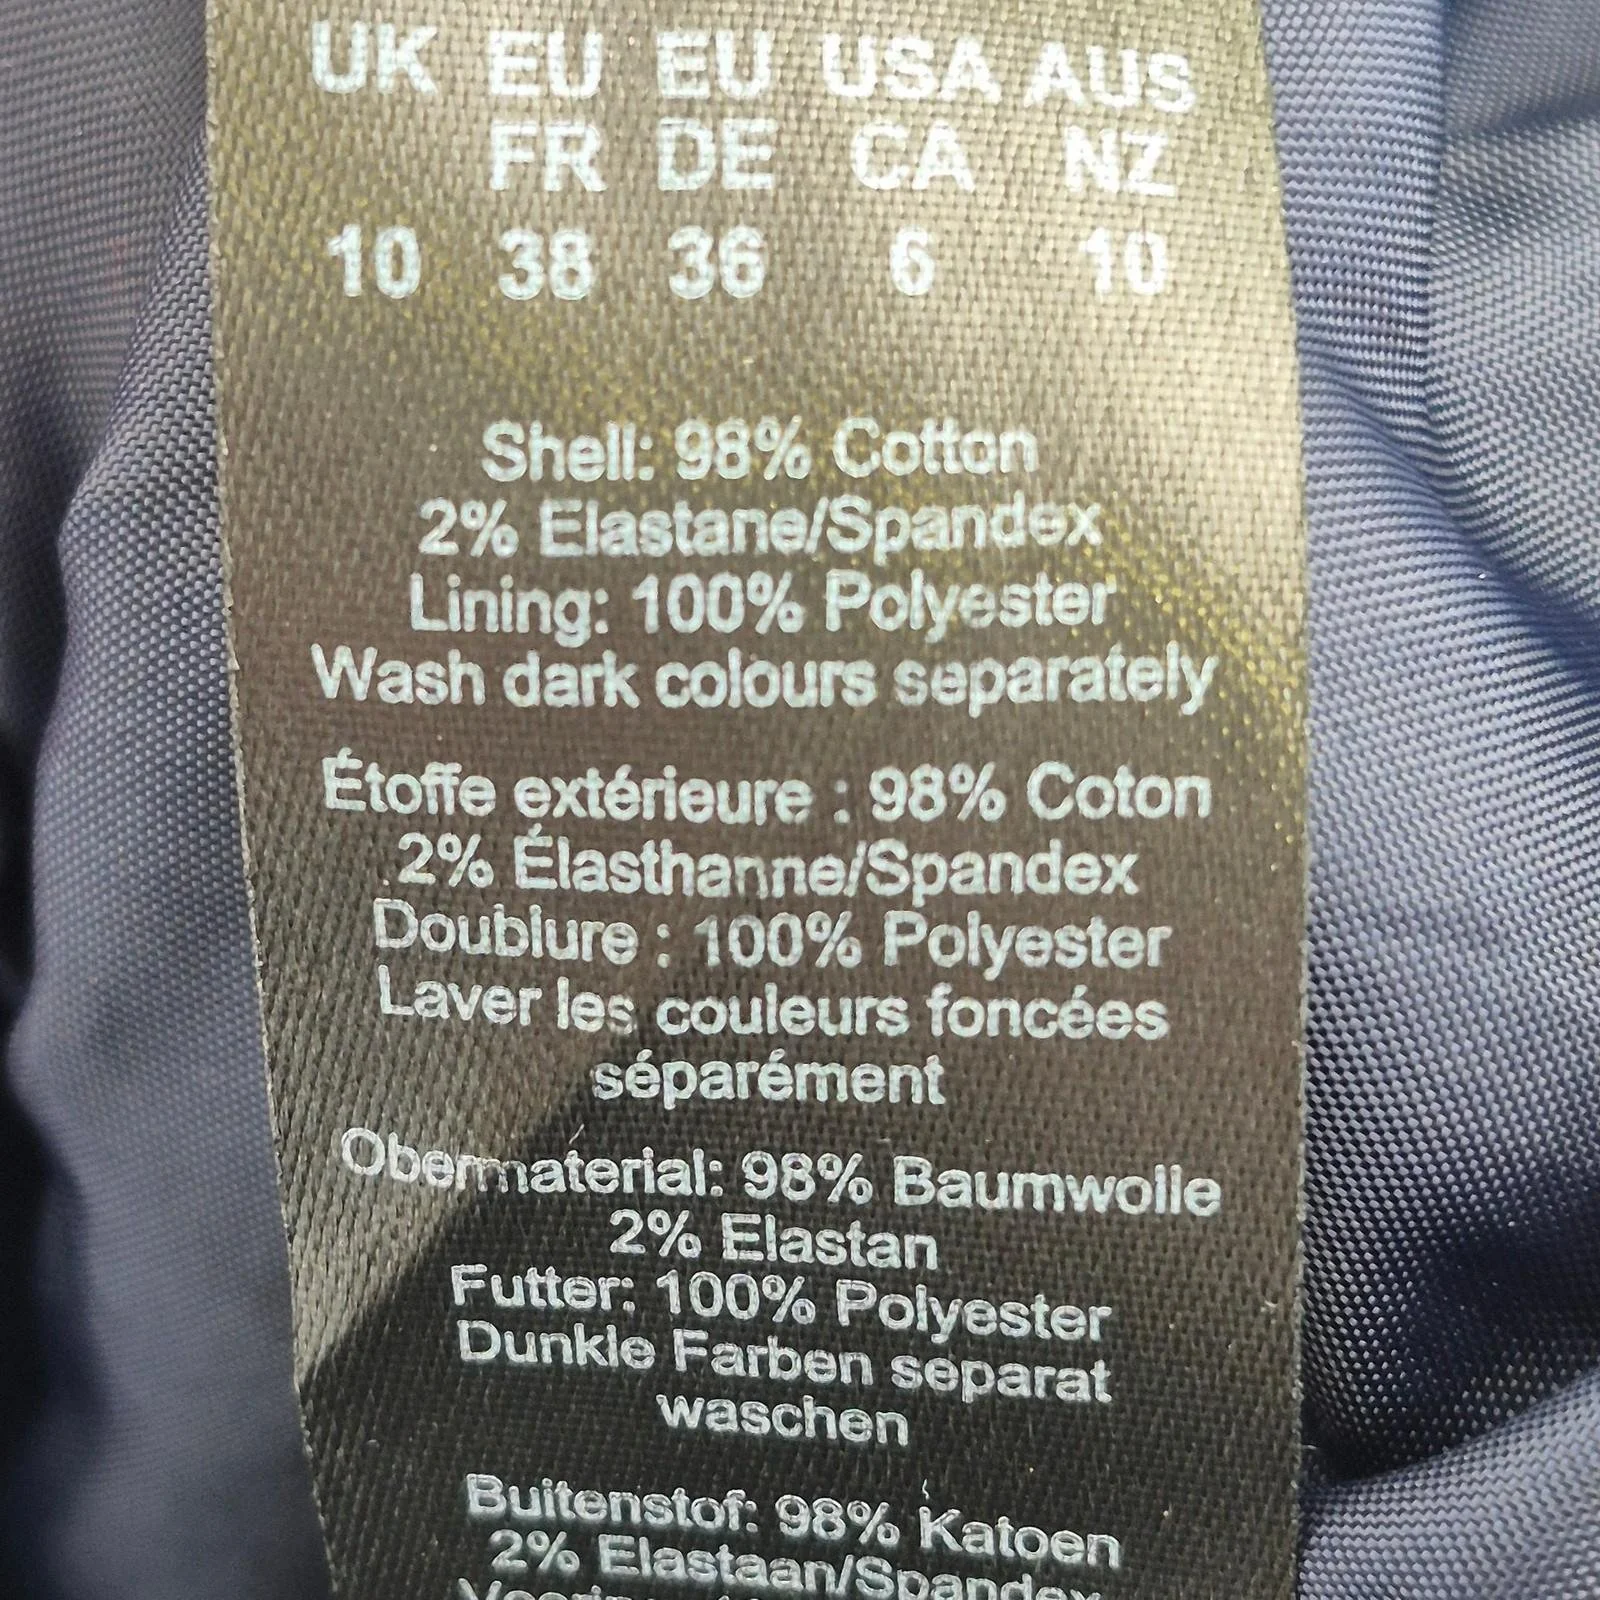 UK EU EU USA AUS
FR DE CA NZ
10 38 36 6 10
Shell: 98% Cotton
2% Elastane/Spandex
Lining: 100% Polyester
Wash dark colours separately
Étoffe extérieure : 98% Coton
2% Élasthanne/Spandex
Doublure : 100% Polyester
Laver les couleurs foncées
séparément
Obermaterial: 98% Baumwolle
2% Elastan
Futter: 100% Polyester
Dunkle Farben separat
waschen
Buitenstof: 98% Katoen
2% Elastaan/Spandex